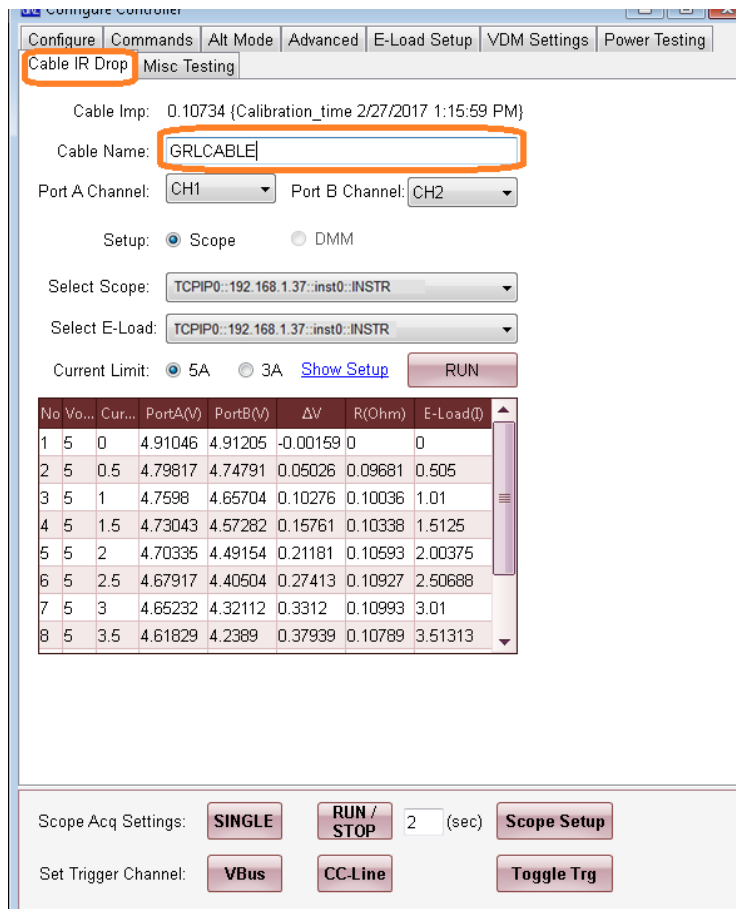 Configure Controller
Configure Commands Alt Mode Advanced E-Load Setup VDM Settings Power Testing
Cable IR Drop Misc Testing
Cable Imp: 0.10734 {Calibration_time 2/27/2017 1:15:59 PM}
Cable Name: GRLCABLE
Port A Channel: CH1 Port B Channel: CH2
Setup: Scope DMM
Select Scope: TCPIP0::192.168.1.37::inst0::INSTR
Select E-Load: TCPIP0::192.168.1.37::inst0::INSTR
Current Limit: 5A 3A Show Setup RUN
No Vo... Cur... PortA(V) PortB(V) ΔV R(Ohm) E-Load(I)
1 5 0 4.91046 4.91205 -0.00159 0 0
2 5 0.5 4.79817 4.74791 0.05026 0.09681 0.505
3 5 1 4.7598 4.65704 0.10276 0.10036 1.01
4 5 1.5 4.73043 4.57282 0.15761 0.10338 1.5125
5 5 2 4.70335 4.49154 0.21181 0.10593 2.00375
6 5 2.5 4.67917 4.40504 0.27413 0.10927 2.50688
7 5 3 4.65232 4.32112 0.3312 0.10993 3.01
8 5 3.5 4.61829 4.2389 0.37939 0.10789 3.51313
Scope Acq Settings: SINGLE RUN / STOP 2 (sec) Scope Setup
Set Trigger Channel: VBus CC-Line Toggle Trg